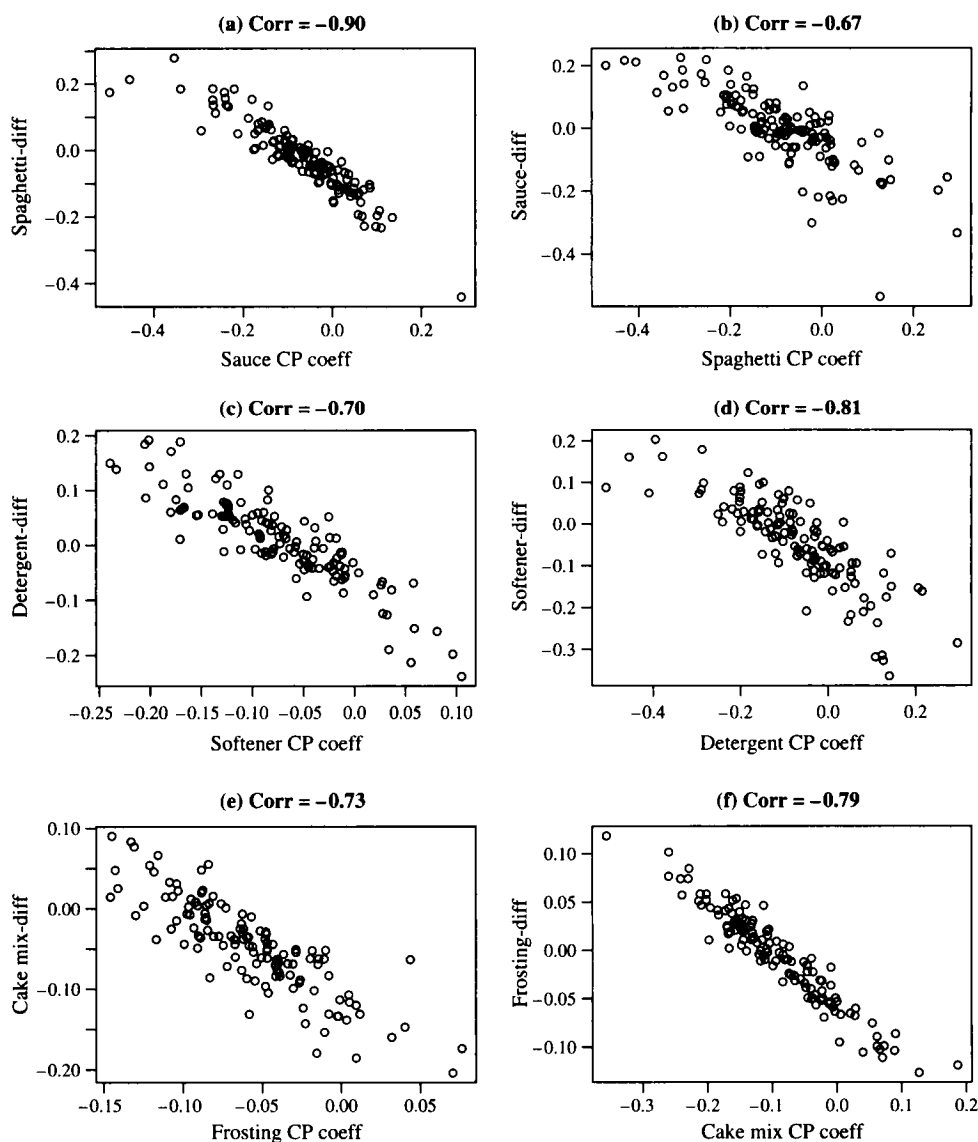 (a) Corr = −0.90
Spaghetti-diff
0.2
0.0
−0.2
−0.4
−0.4 −0.2 0.0 0.2
Sauce CP coeff
(b) Corr = −0.67
Sauce-diff
0.2
0.0
−0.2
−0.4
−0.4 −0.2 0.0 0.2
Spaghetti CP coeff
(c) Corr = −0.70
Detergent-diff
0.2
0.1
0.0
−0.1
−0.2
−0.25 −0.20 −0.10 −0.10 −0.05 0.0 0.05 0.10
Softener CP coeff
(d) Corr = −0.81
Softener-diff
0.2
0.1
0.0
−0.1
−0.2
−0.3
−0.4 −0.2 0.0 0.2
Detergent CP coeff
(e) Corr = −0.73
Cake mix-diff
0.10
0.00
−0.10
−0.20
−0.15 −0.10 −0.05 0.00 0.05
Frosting CP coeff
(f) Corr = −0.79
Frosting-diff
0.10
0.05
0.00
−0.05
−0.10
−0.3 −0.2 −0.1 −0.0 0.1 0.2
Cake mix CP coeff